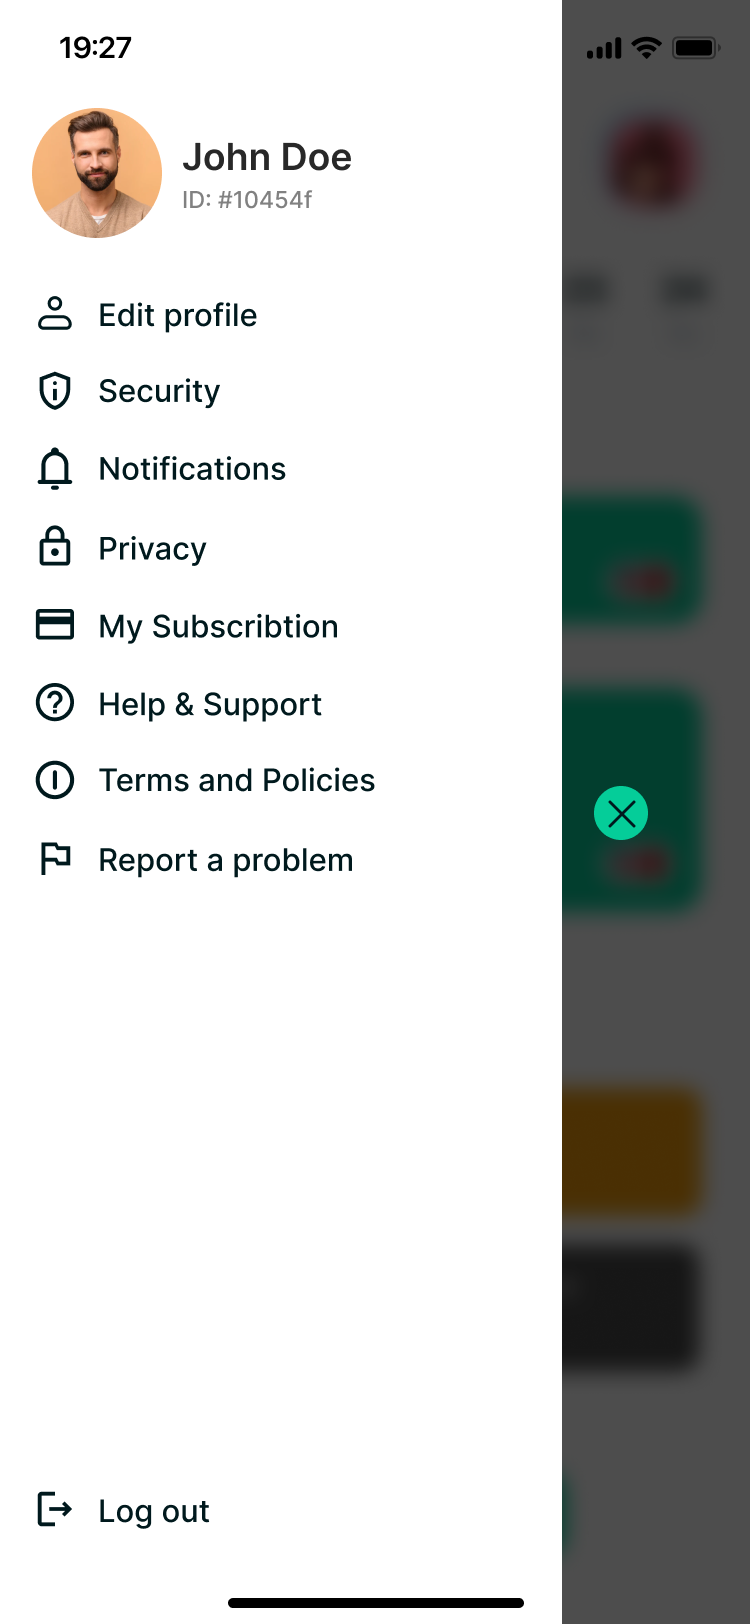 19:27
John Doe
ID: #10454f
Edit profile
Security
Notifications
Privacy
My Subscribtion
Help & Support
Terms and Policies
Report a problem
Log out